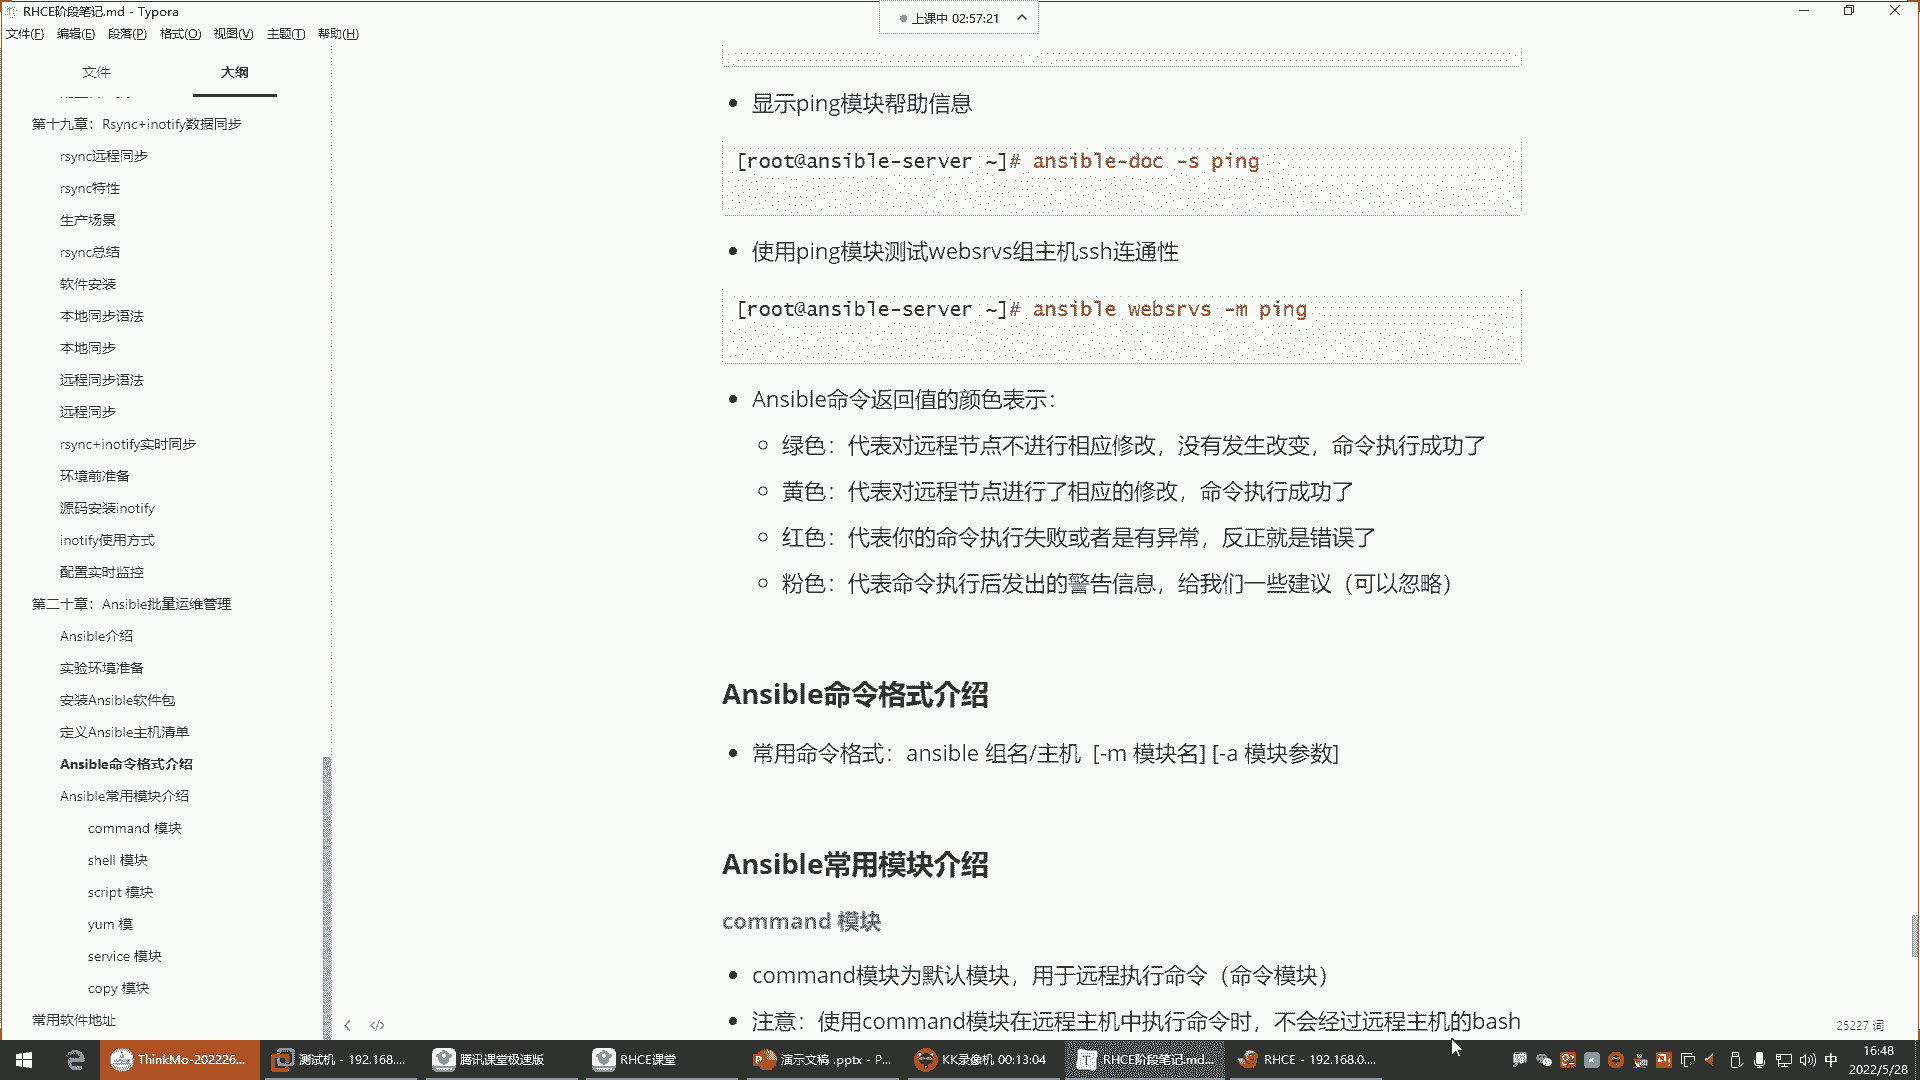 RHCE阶段笔记.md - Typora
上课中 02:57:21
文件(F) 编辑(E) 段落(P) 格式(O) 视图(V) 主题(T) 帮助(H)
文件 大纲
第十九章：Rsync+inotify数据同步
rsync远程同步
rsync特性
生产场景
rsync总结
软件安装
本地同步语法
本地同步
远程同步语法
远程同步
rsync+inotify实时同步
环境前准备
源码安装inotify
inotify使用方式
配置实时监控
第二十章：Ansible批量运维管理
Ansible介绍
实验环境准备
安装Ansible软件包
定义Ansible主机清单
Ansible命令格式介绍
Ansible常用模块介绍
command 模块
shell 模块
script 模块
yum 模
service 模块
copy 模块
常用软件地址
显示ping模块帮助信息
[root@ansible-server ~]# ansible-doc -s ping
使用ping模块测试websrvs组主机ssh连通性
[root@ansible-server ~]# ansible websrvs -m ping
Ansible命令返回值的颜色表示：
绿色：代表对远程节点不进行相应修改，没有发生改变，命令执行成功了
黄色：代表对远程节点进行了相应的修改，命令执行成功了
红色：代表你的命令执行失败或者是有异常，反正就是错误了
粉色：代表命令执行后发出的警告信息，给我们一些建议（可以忽略）
Ansible命令格式介绍
常用命令格式：ansible 组名/主机 [-m 模块名] [-a 模块参数]
Ansible常用模块介绍
command 模块
command模块为默认模块，用于远程执行命令（命令模块）
注意：使用command模块在远程主机中执行命令时，不会经过远程主机的bash
25227 词
ThinkMo-202226... 测试机 - 192.168.... 腾讯课堂极速版 RHCE课堂 演示文稿 .pptx - P... KK录像机 00:13:04 RHCE阶段笔记.md... RHCE - 192.168.0....
中
16:48
2022/5/28